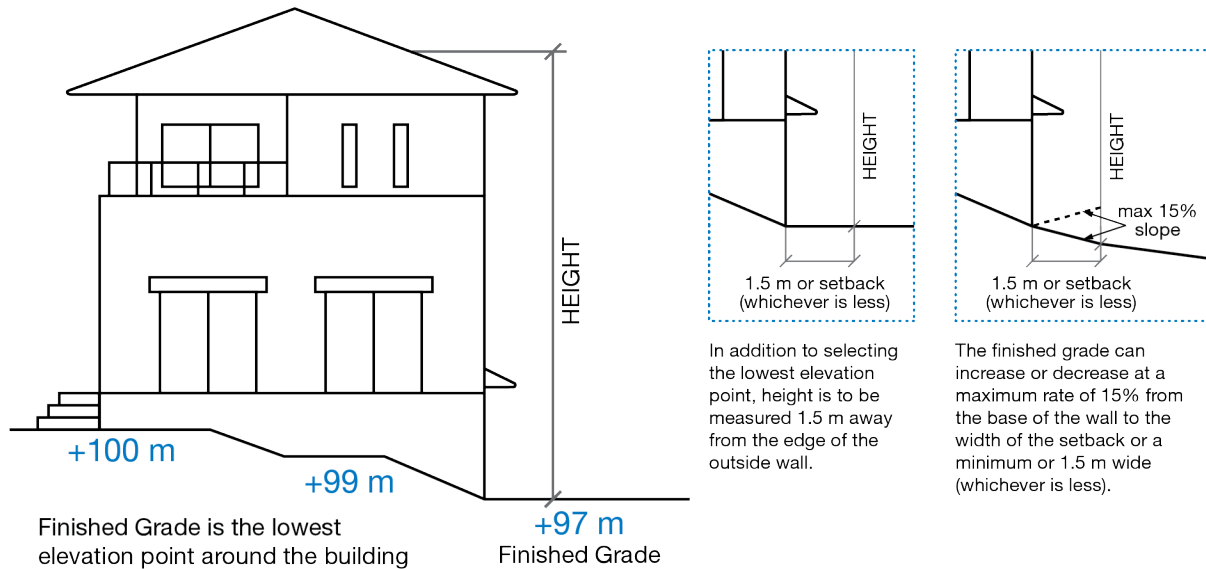 HEIGHT
+100 m
+99 m
+97 m
Finished Grade
Finished Grade is the lowest
elevation point around the building
HEIGHT
1.5 m or setback
(whichever is less)
In addition to selecting
the lowest elevation
point, height is to be
measured 1.5 m away
from the edge of the
outside wall.
HEIGHT
max 15%
slope
1.5 m or setback
(whichever is less)
The finished grade can
increase or decrease at a
maximum rate of 15% from
the base of the wall to the
width of the setback or a
minimum or 1.5 m wide
(whichever is less).